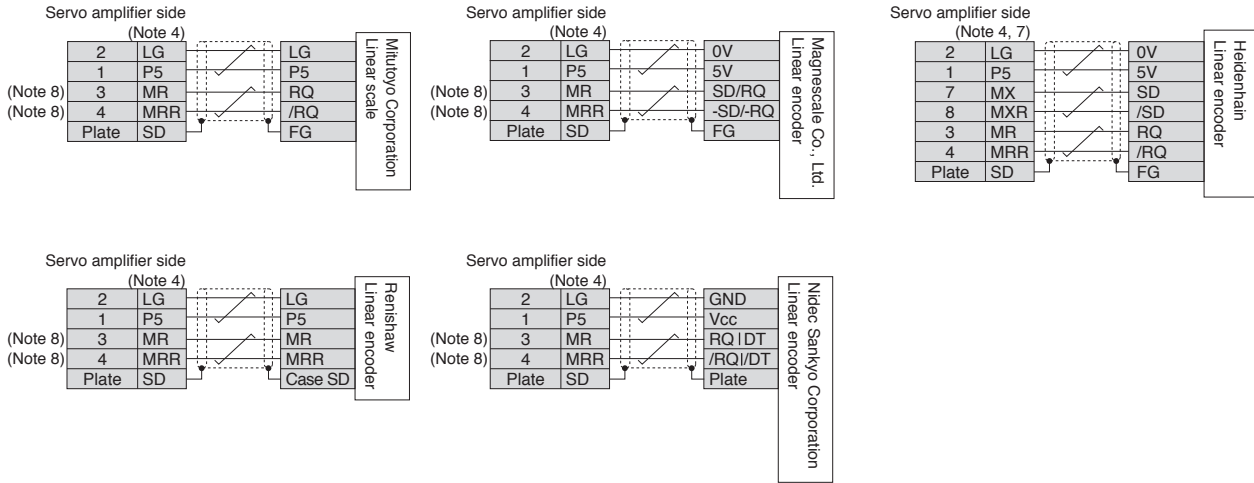 Servo amplifier side
(Note 4)
2 LG LG
1 P5 P5
(Note 8) 3 MR RQ
(Note 8) 4 MRR /RQ
Plate SD FG
Mitutoyo Corporation
Linear scale
Servo amplifier side
(Note 4)
2 LG 0V
1 P5 5V
(Note 8) 3 MR SD/RQ
(Note 8) 4 MRR -SD/-RQ
Plate SD FG
Magnescale Co., Ltd.
Linear encoder
Servo amplifier side
(Note 4, 7)
2 LG 0V
1 P5 5V
7 MX SD
8 MXR /SD
3 MR RQ
4 MRR /RQ
Plate SD FG
Heidenhain
Linear encoder
Servo amplifier side
(Note 4)
2 LG LG
1 P5 P5
(Note 8) 3 MR MR
(Note 8) 4 MRR MRR
Plate SD Case SD
Renishaw
Linear encoder
Servo amplifier side
(Note 4)
2 LG GND
1 P5 Vcc
(Note 8) 3 MR RQ|DT
(Note 8) 4 MRR /RQ|/DT
Plate SD Plate
Nidec Sankyo Corporation
Linear encoder